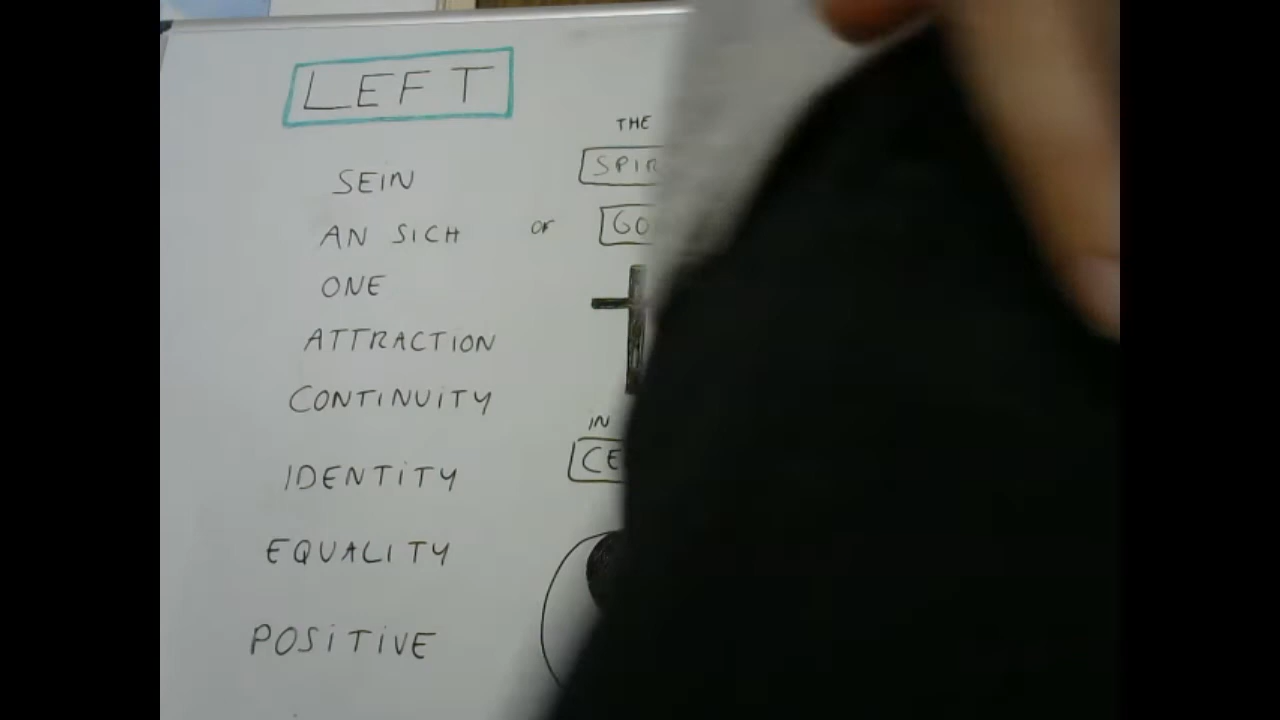 LEFT
THE
SEIN
AN SICH
or
ONE
ATTRACTION
CONTINUITY
IN
IDENTITY
EQUALITY
POSITIVE